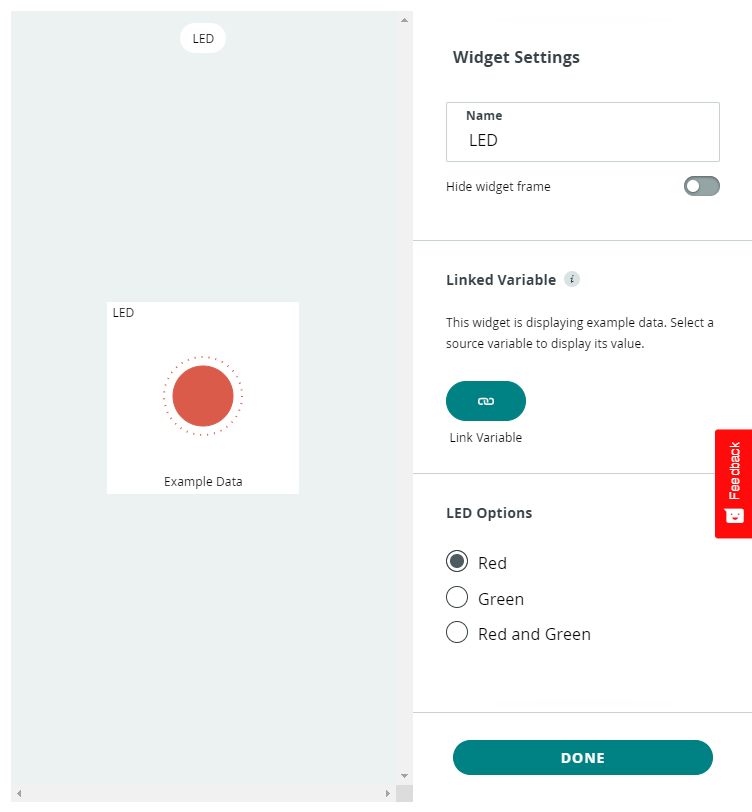 LED
LED
Example Data
Widget Settings
Name
LED
Hide widget frame
Linked Variable i
This widget is displaying example data. Select a
source variable to display its value.
Link Variable
Feedback
LED Options
Red
Green
Red and Green
DONE